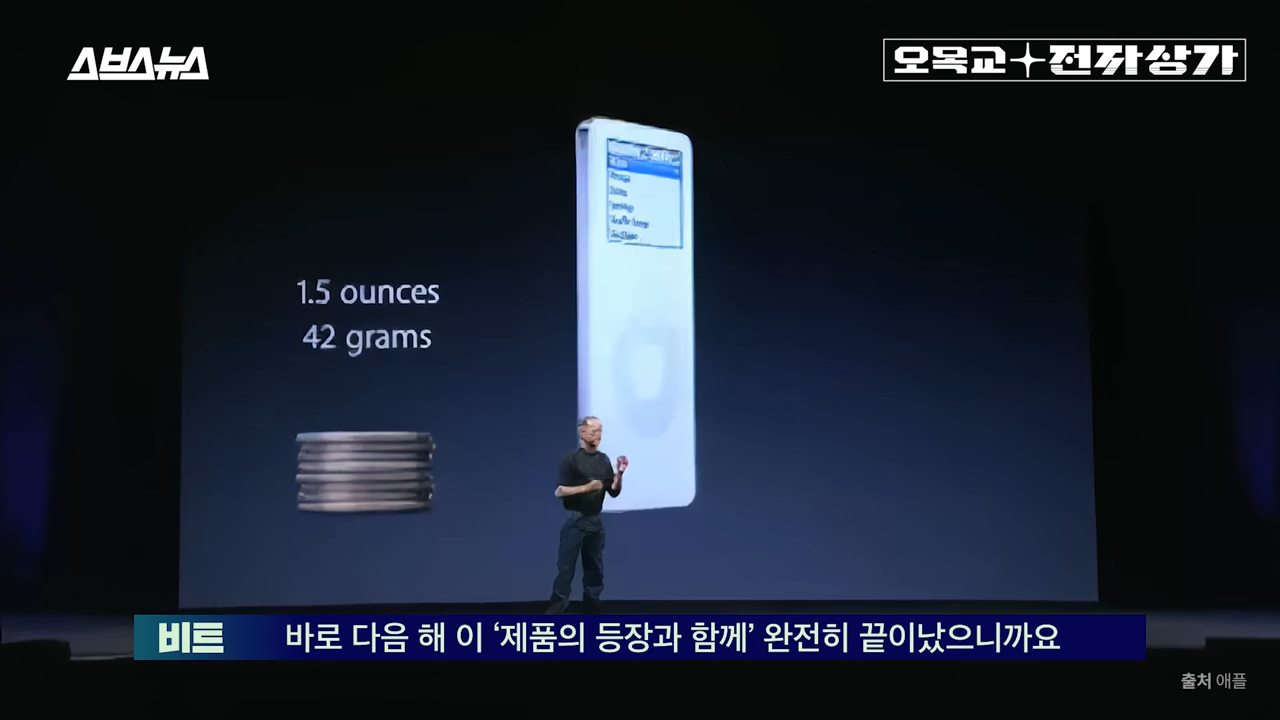 스브스뉴스
오목교 전자상가
1.5 ounces
42 grams
비트 바로 다음 해 이 ‘제품의 등장과 함께’ 완전히 끝이났으니까요
출처 애플